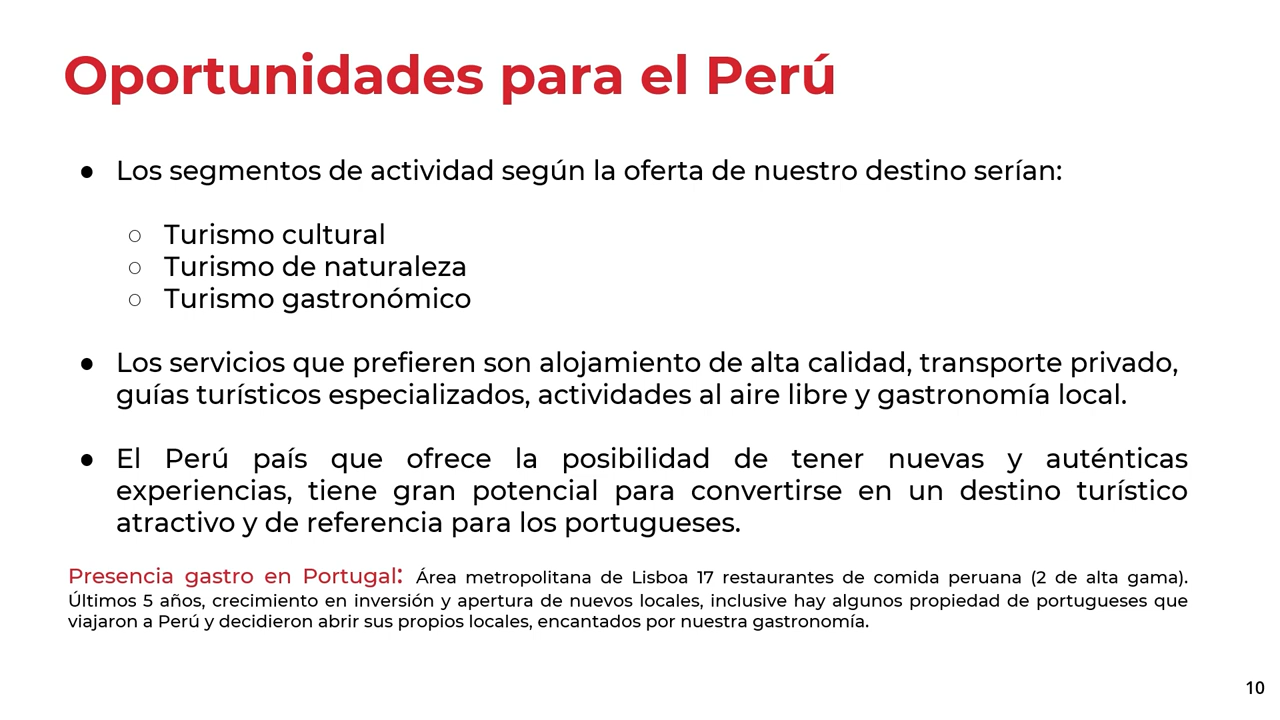 Oportunidades para el Perú
● Los segmentos de actividad según la oferta de nuestro destino serían:
○ Turismo cultural
○ Turismo de naturaleza
○ Turismo gastronómico
● Los servicios que prefieren son alojamiento de alta calidad, transporte privado,
guías turísticos especializados, actividades al aire libre y gastronomía local.
● El Perú país que ofrece la posibilidad de tener nuevas y auténticas
experiencias, tiene gran potencial para convertirse en un destino turístico
atractivo y de referencia para los portugueses.
Presencia gastro en Portugal: Área metropolitana de Lisboa 17 restaurantes de comida peruana (2 de alta gama).
Últimos 5 años, crecimiento en inversión y apertura de nuevos locales, inclusive hay algunos propiedad de portugueses que
viajaron a Perú y decidieron abrir sus propios locales, encantados por nuestra gastronomía.
10